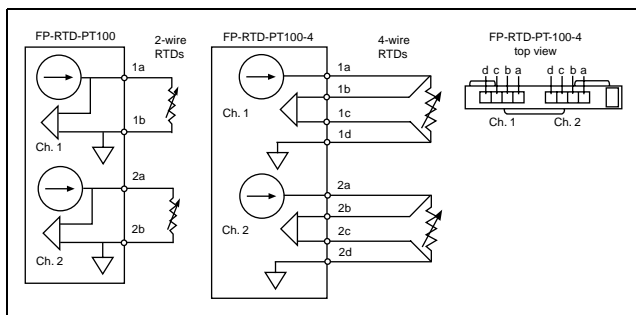 FP-RTD-PT100
2-wire
RTDs
1a
1b
Ch. 1
2a
2b
Ch. 2
FP-RTD-PT100-4
4-wire
RTDs
1a
1b
1c
1d
Ch. 1
2a
2b
2c
2d
Ch. 2
FP-RTD-PT-100-4
top view
d c b a
d c b a
Ch. 1
Ch. 2